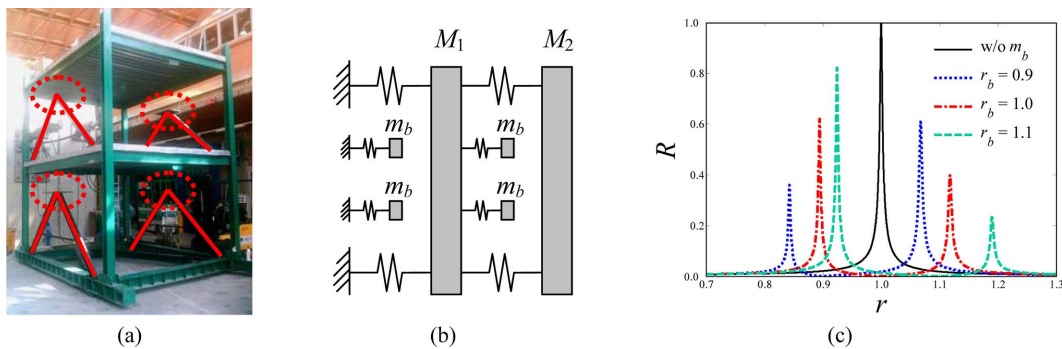 M1 M2
mb mb
mb mb
R
1.0
0.8
0.6
0.4
0.2
0.0
0.7 0.8 0.9 1.0 1.1 1.2 1.3
r
w/o mb
rb = 0.9
rb = 1.0
rb = 1.1
(a) (b) (c)